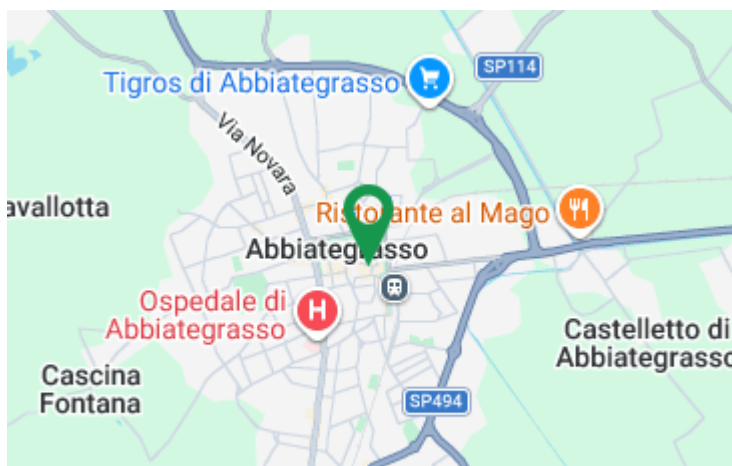 SP114
Tigros di Abbiategrasso
Via Novara
avallotta
Ristorante al Mago
Abbiategrasso
Ospedale di
Abbiategrasso
H
Castelletto di
Abbiategrasso
Cascina
Fontana
SP494